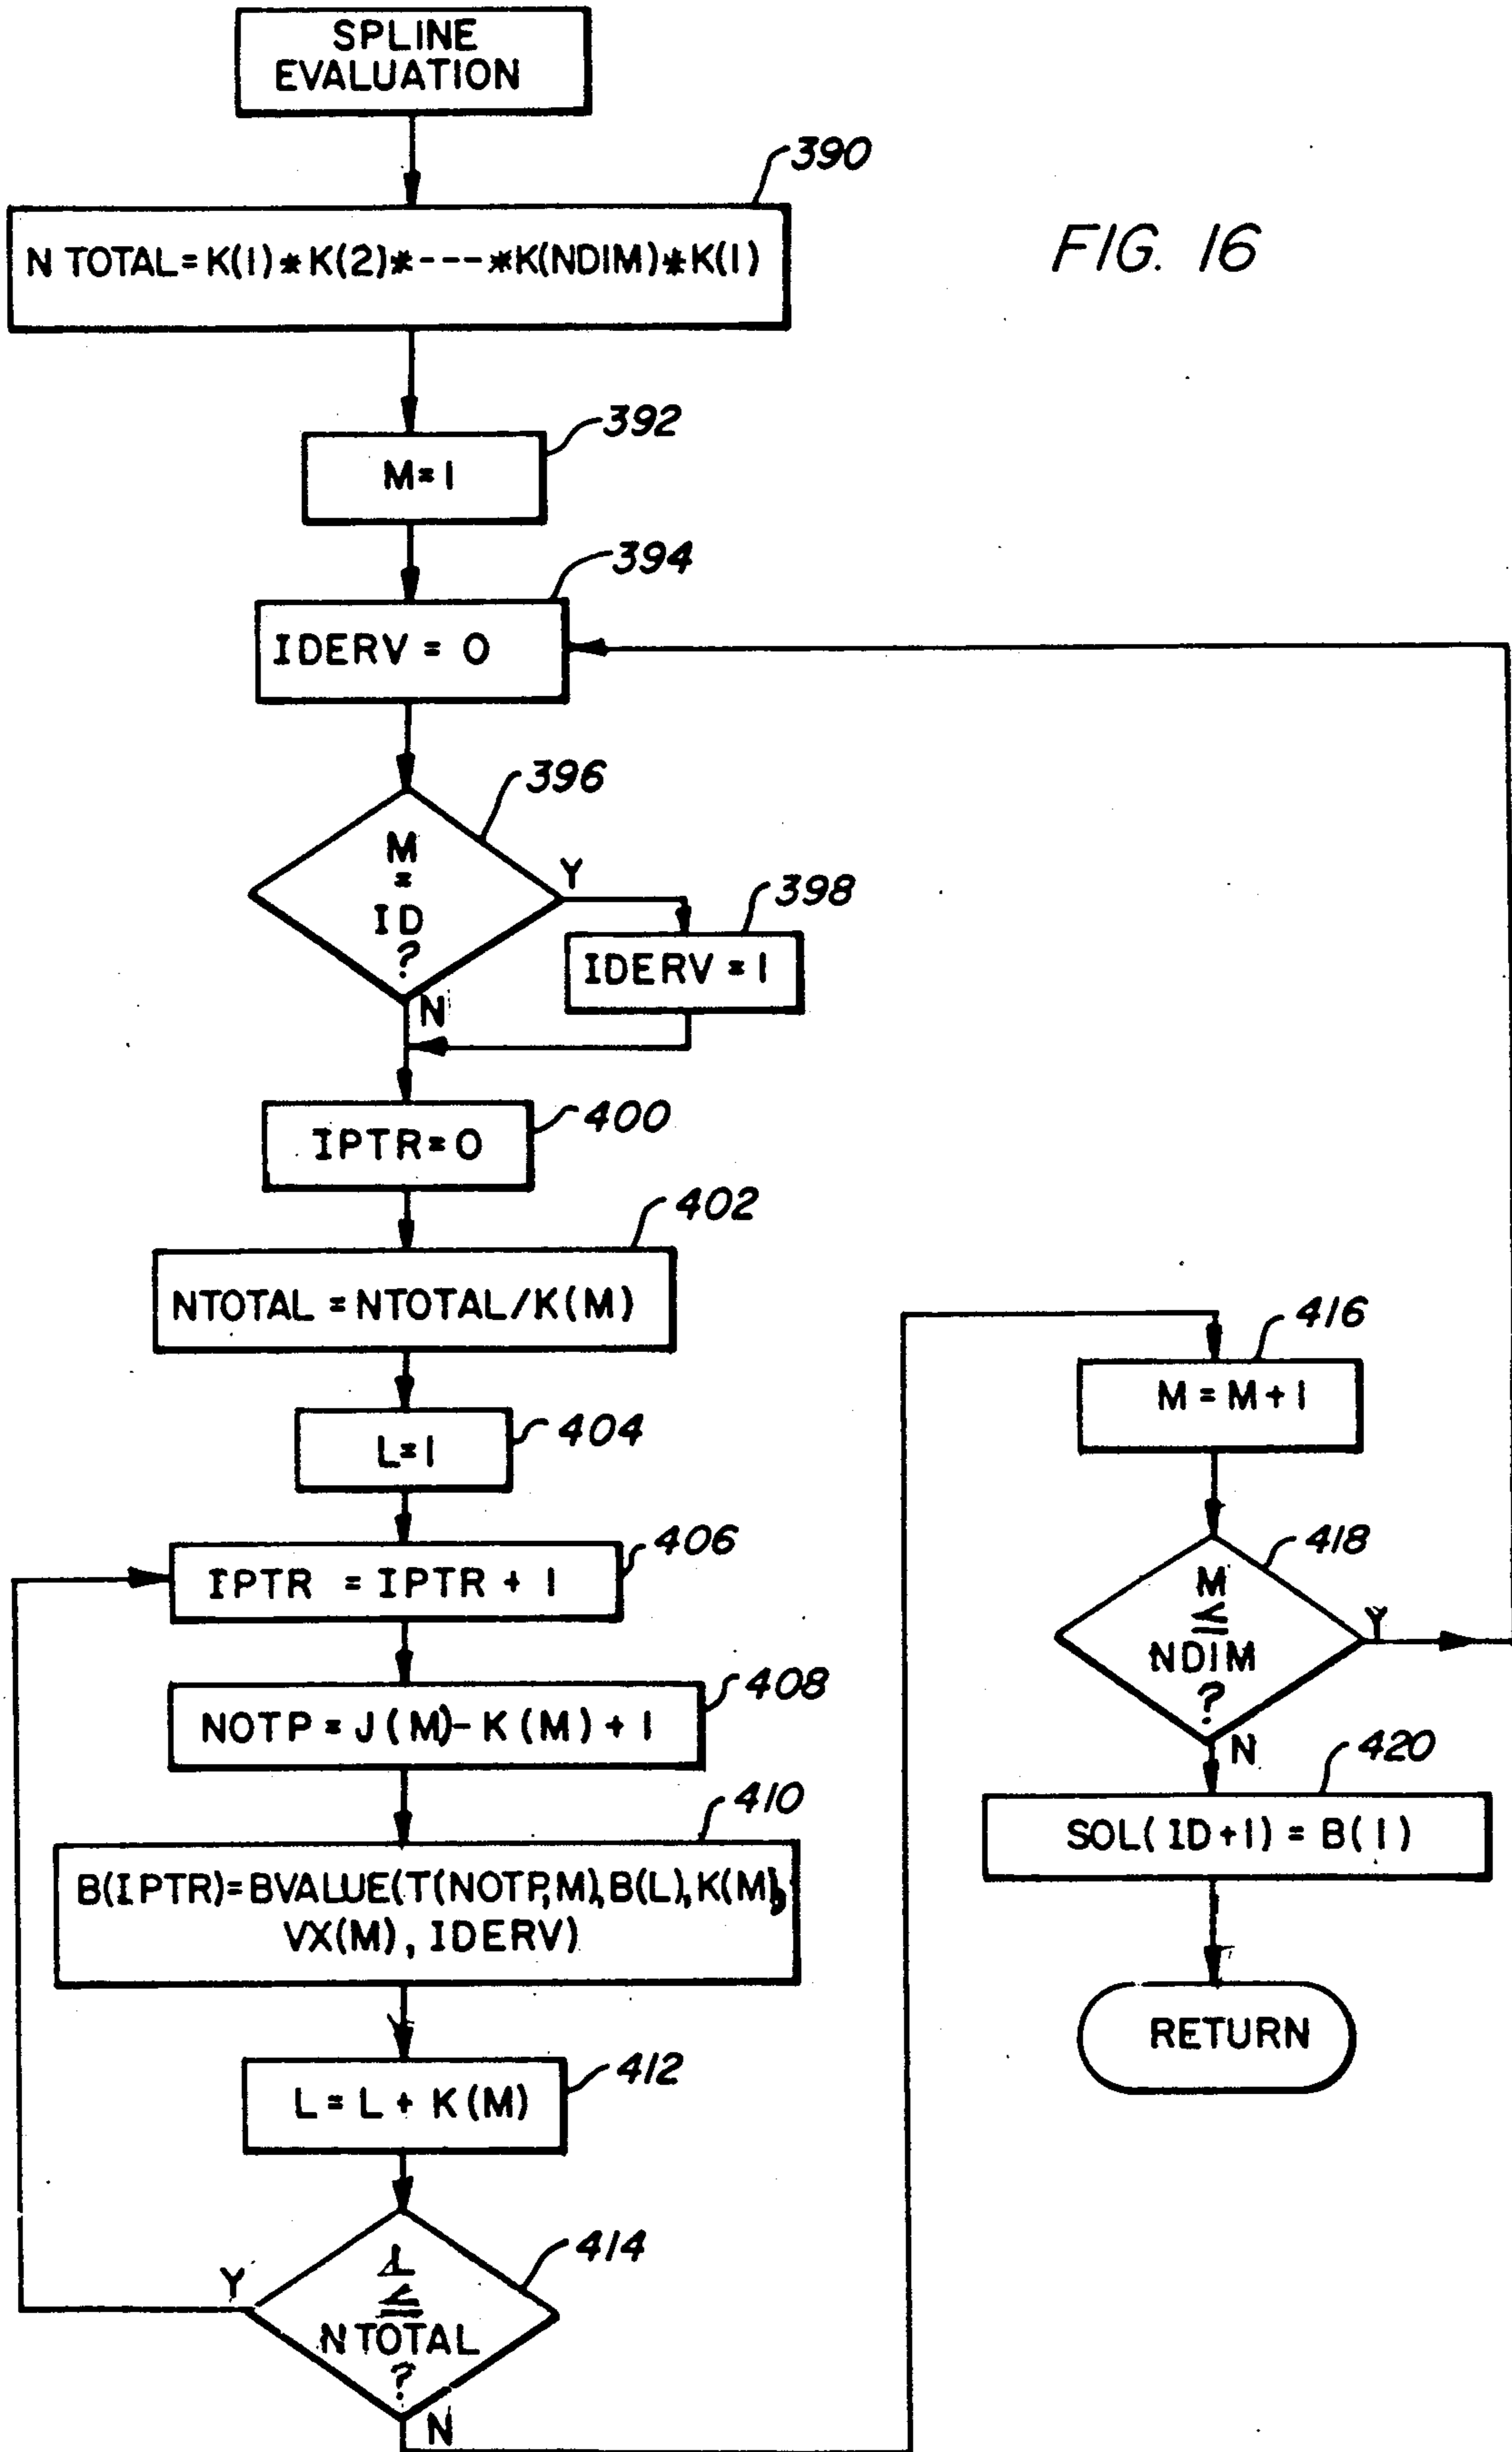 SPLINE
EVALUATION
390
N TOTAL=K(1)*K(2)*---*K(NDIM)*K(1)
FIG. 16
392
M=1
394
IDERV = 0
396
M
=
ID
?
Y
398
IDERV = 1
N
400
IPTR=0
402
NTOTAL = NTOTAL/K(M)
404
L=1
406
IPTR = IPTR + 1
408
NOTP = J(M)-K(M)+1
410
B(IPTR)=BVALUE(T(NOTP,M),B(L),K(M),
VX(M), IDERV)
412
L = L + K(M)
414
L
≤
NTOTAL
?
Y
N
416
M = M + 1
418
M
≤
NDIM
?
Y
N
420
SOL(ID+1) = B(1)
RETURN